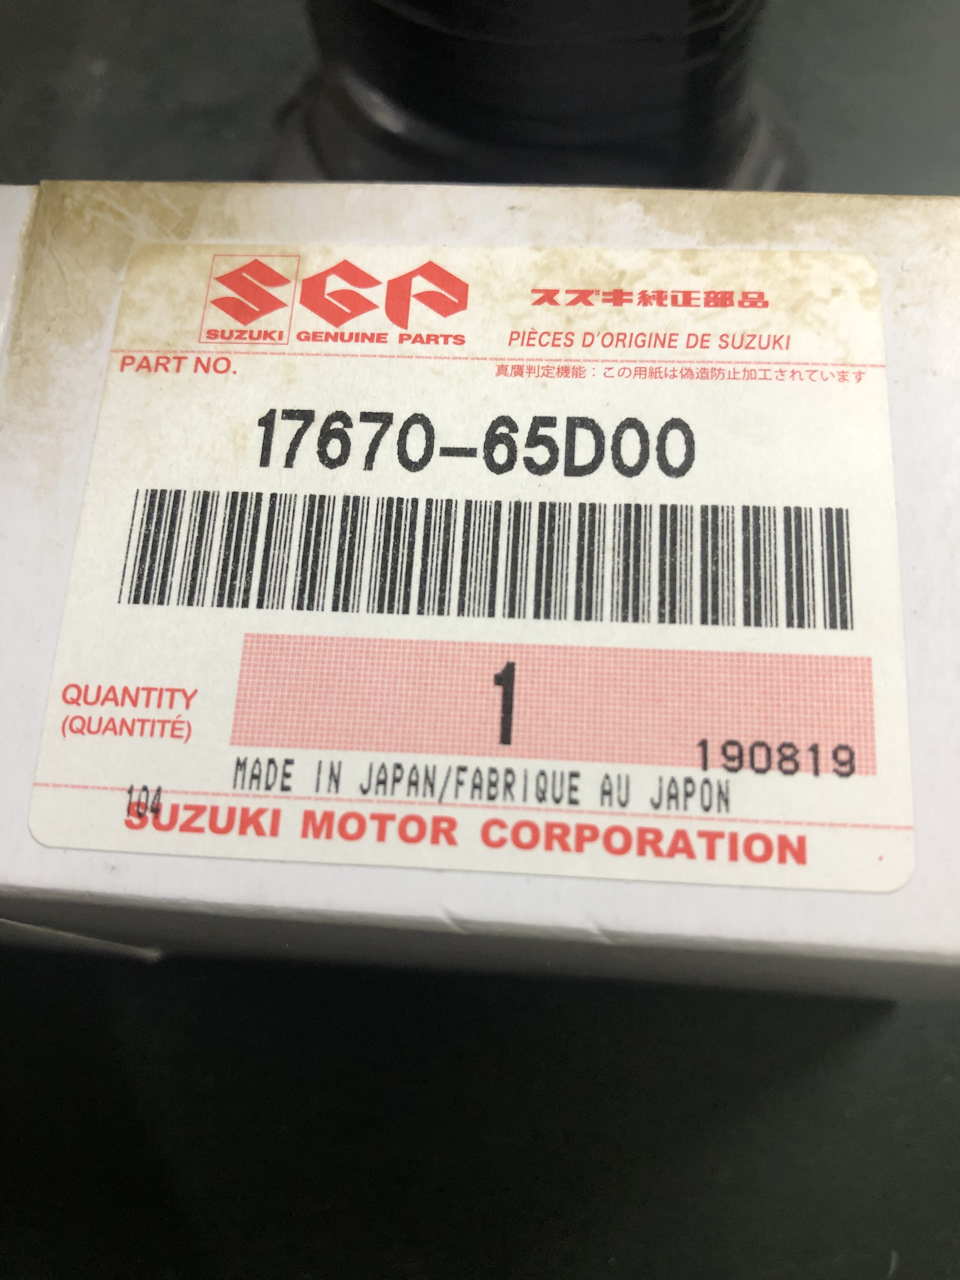 SGP
SUZUKI GENUINE PARTS
スズキ純正部品
PIÈCES D'ORIGINE DE SUZUKI
PART NO.
真贋判定機能：この用紙は偽造防止加工されています
17670-65D00
QUANTITY
(QUANTITÉ)
1
190819
MADE IN JAPAN/FABRIQUE AU JAPON
104
SUZUKI MOTOR CORPORATION